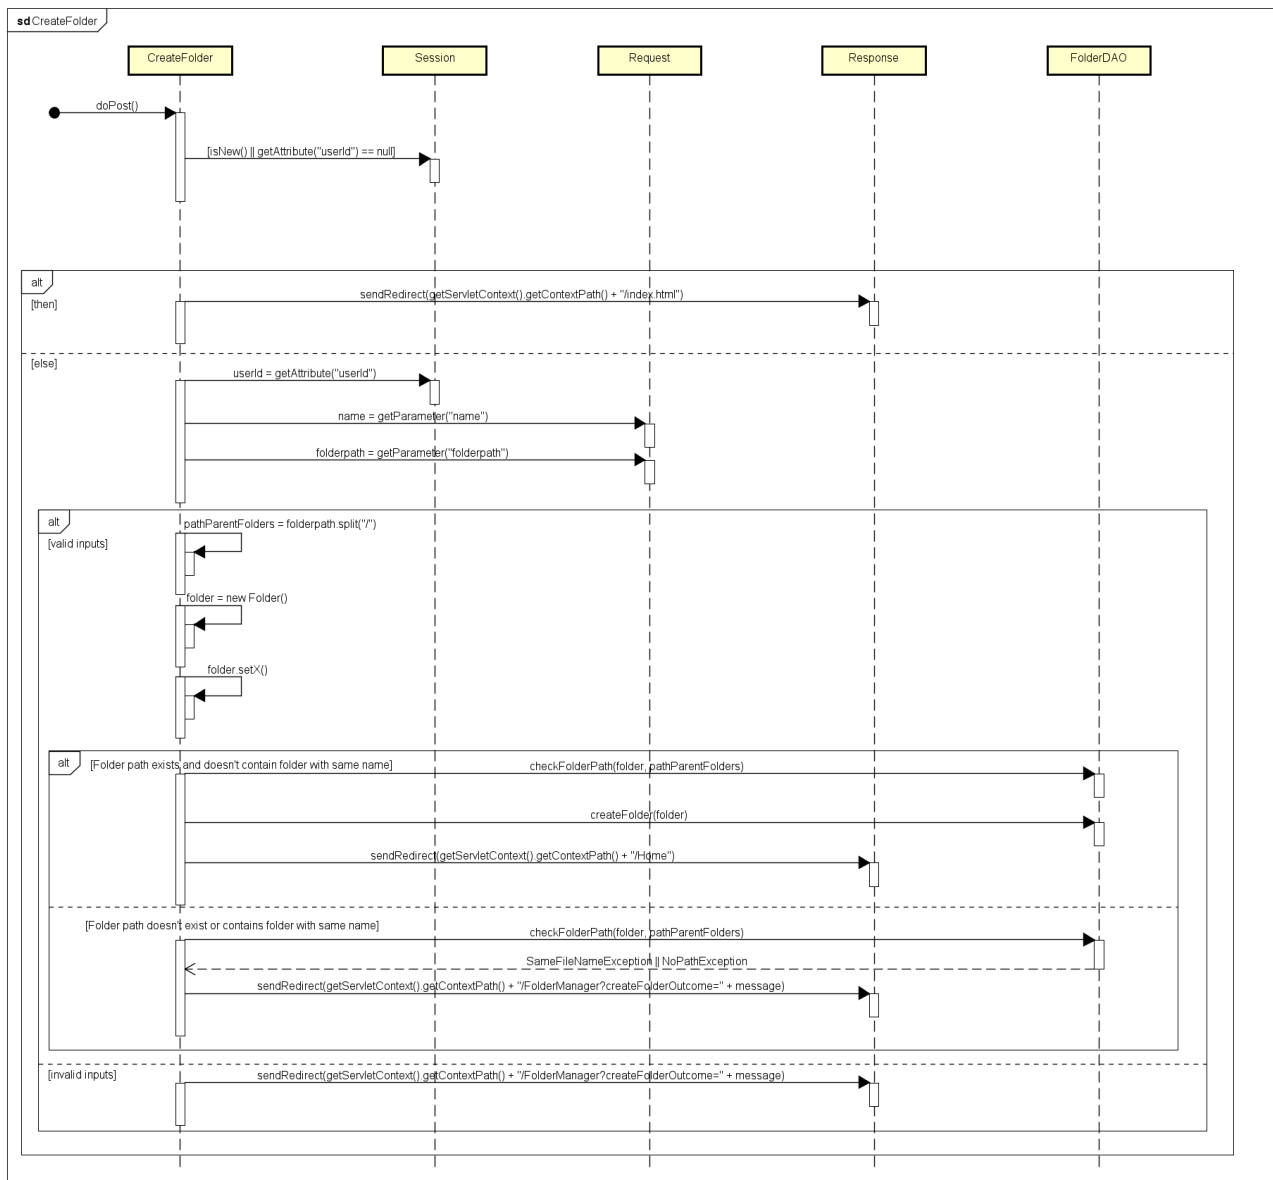 sd CreateFolder
CreateFolder
Session
Request
Response
FolderDAO
doPost()
[isNew() || getAttribute("userId") == null]
alt
[then]
sendRedirect(getServletContext().getContextPath() + "/index.html")
[else]
userId = getAttribute("userId")
name = getParameter("name")
folderpath = getParameter("folderpath")
alt
[valid inputs]
pathParentFolders = folderpath.split("/")
folder = new Folder()
folder.setX()
alt
[Folder path exists and doesn't contain folder with same name]
checkFolderPath(folder, pathParentFolders)
createFolder(folder)
sendRedirect(getServletContext().getContextPath() + "/Home")
[Folder path doesn't exist or contains folder with same name]
checkFolderPath(folder, pathParentFolders)
SameFileNameException || NoPathException
sendRedirect(getServletContext().getContextPath() + "/FolderManager?createFolderOutcome=" + message)
[invalid inputs]
sendRedirect(getServletContext().getContextPath() + "/FolderManager?createFolderOutcome=" + message)